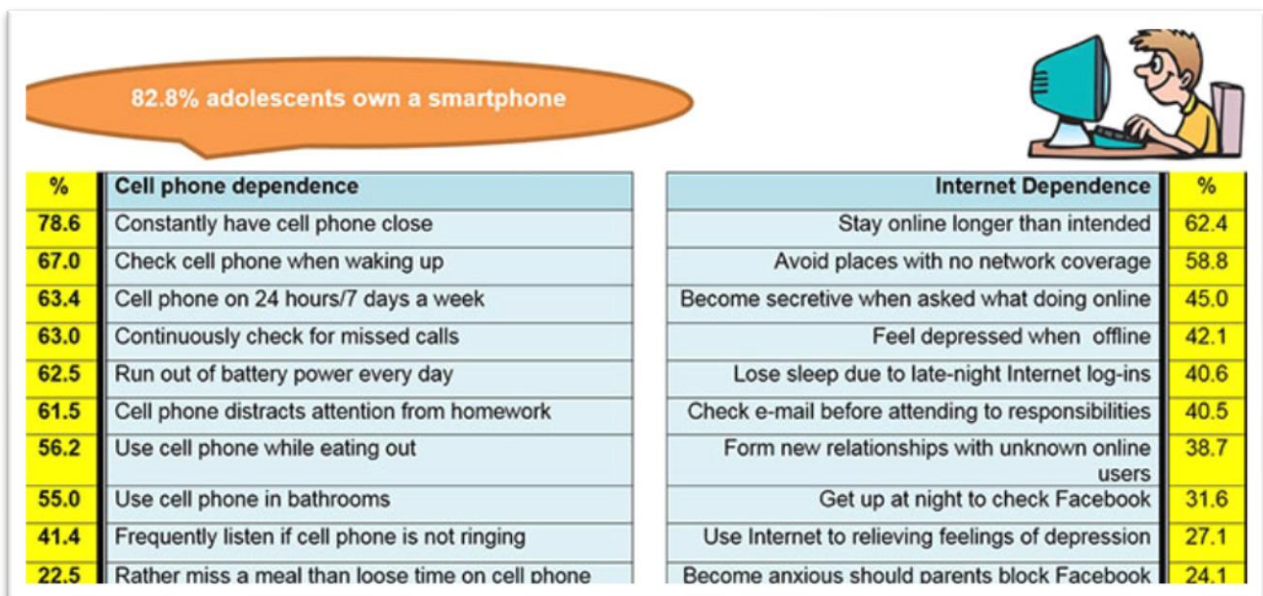 82.8% adolescents own a smartphone
% Cell phone dependence
78.6 Constantly have cell phone close
67.0 Check cell phone when waking up
63.4 Cell phone on 24 hours/7 days a week
63.0 Continuously check for missed calls
62.5 Run out of battery power every day
61.5 Cell phone distracts attention from homework
56.2 Use cell phone while eating out
55.0 Use cell phone in bathrooms
41.4 Frequently listen if cell phone is not ringing
22.5 Rather miss a meal than loose time on cell phone
Internet Dependence %
Stay online longer than intended 62.4
Avoid places with no network coverage 58.8
Become secretive when asked what doing online 45.0
Feel depressed when offline 42.1
Lose sleep due to late-night Internet log-ins 40.6
Check e-mail before attending to responsibilities 40.5
Form new relationships with unknown online 38.7
users
Get up at night to check Facebook 31.6
Use Internet to relieving feelings of depression 27.1
Become anxious should parents block Facebook 24.1